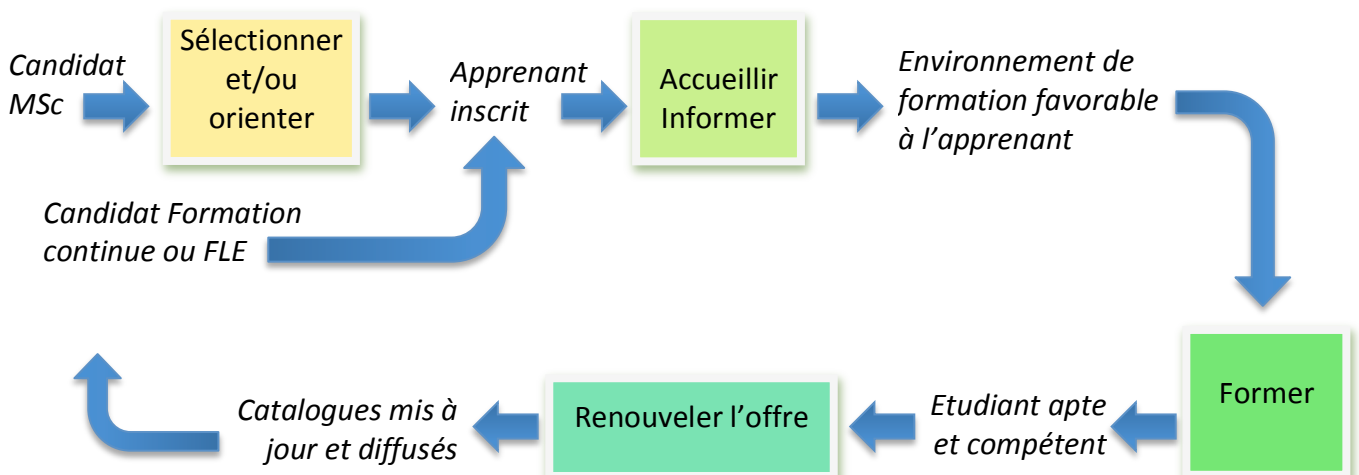 Candidat
MSc
Sélectionner
et/ou
orienter
Apprenant
inscrit
Accueillir
Informer
Environnement de
formation favorable
à l’apprenant
Candidat Formation
continue ou FLE
Former
Etudiant apte
et compétent
Renouveler l’offre
Catalogues mis à
jour et diffusés